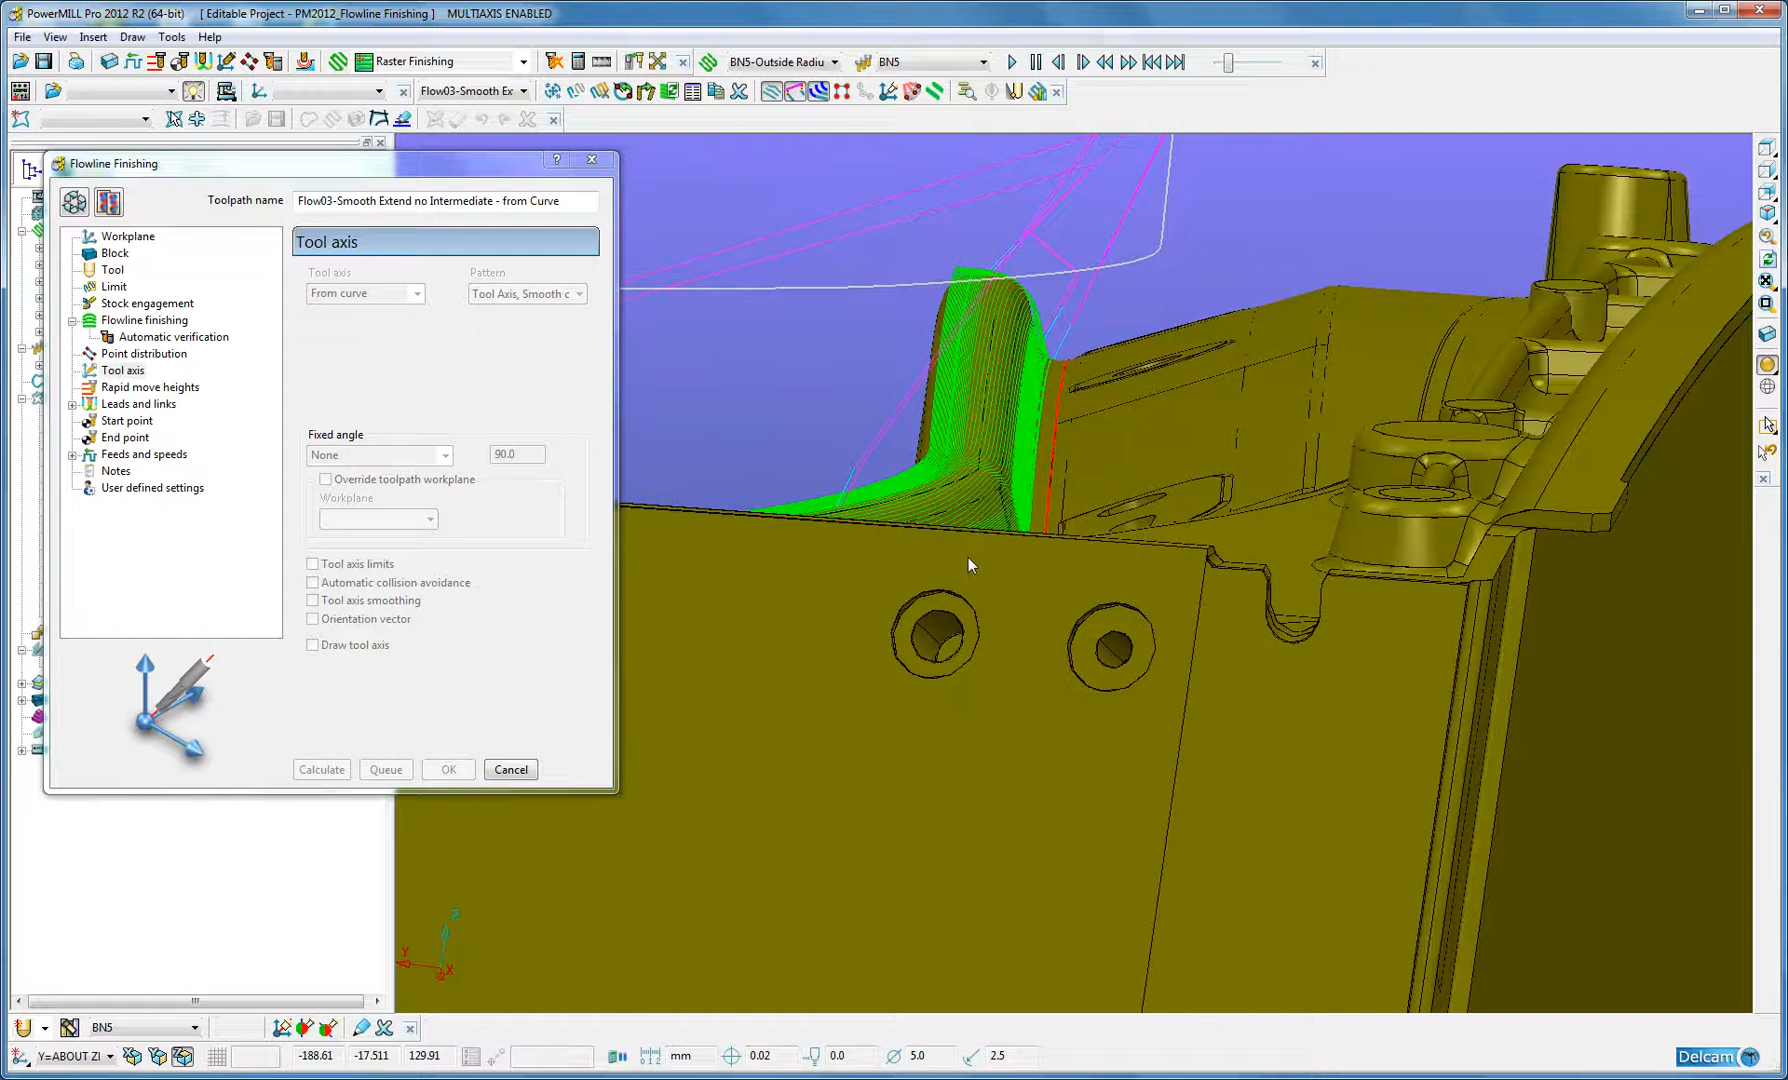 PowerMILL Pro 2012 R2 (64-bit)    [ Editable Project - PM2012_Flowline Finishing ]    MULTIAXIS ENABLED
File View Insert Draw Tools Help
Raster Finishing
BN5-Outside Radiu
BN5
Flow03-Smooth Ex
Flowline Finishing
?
Toolpath name
Flow03-Smooth Extend no Intermediate - from Curve
Workplane
Block
Tool
Limit
Stock engagement
Flowline finishing
Automatic verification
Point distribution
Tool axis
Rapid move heights
Leads and links
Start point
End point
Feeds and speeds
Notes
User defined settings
Tool axis
Tool axis
Pattern
From curve
Tool Axis, Smooth c
Fixed angle
None
90.0
Override toolpath workplane
Workplane
Tool axis limits
Automatic collision avoidance
Tool axis smoothing
Orientation vector
Draw tool axis
Calculate
Queue
OK
Cancel
Z
Y
X
BN5
Y=ABOUT ZI
-188.61
-17.511
129.91
mm
0.02
0.0
5.0
2.5
Delcam